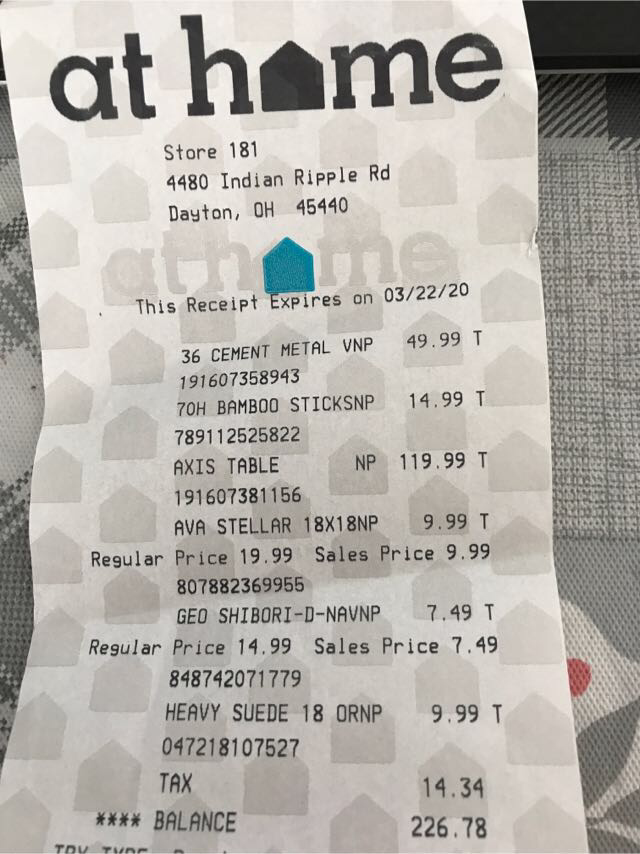 at home
Store 181
4480 Indian Ripple Rd
Dayton, OH 45440
at home
This Receipt Expires on 03/22/20
36 CEMENT METAL VNP 49.99 T
191607358943
70H BAMBOO STICKSNP 14.99 T
789112525822
AXIS TABLE NP 119.99 T
191607381156
AVA STELLAR 18X18NP 9.99 T
Regular Price 19.99 Sales Price 9.99
807882369955
GEO SHIBORI-D-NAVNP 7.49 T
Regular Price 14.99 Sales Price 7.49
848742071779
HEAVY SUEDE 18 ORNP 9.99 T
047218107527
TAX 14.34
**** BALANCE 226.78